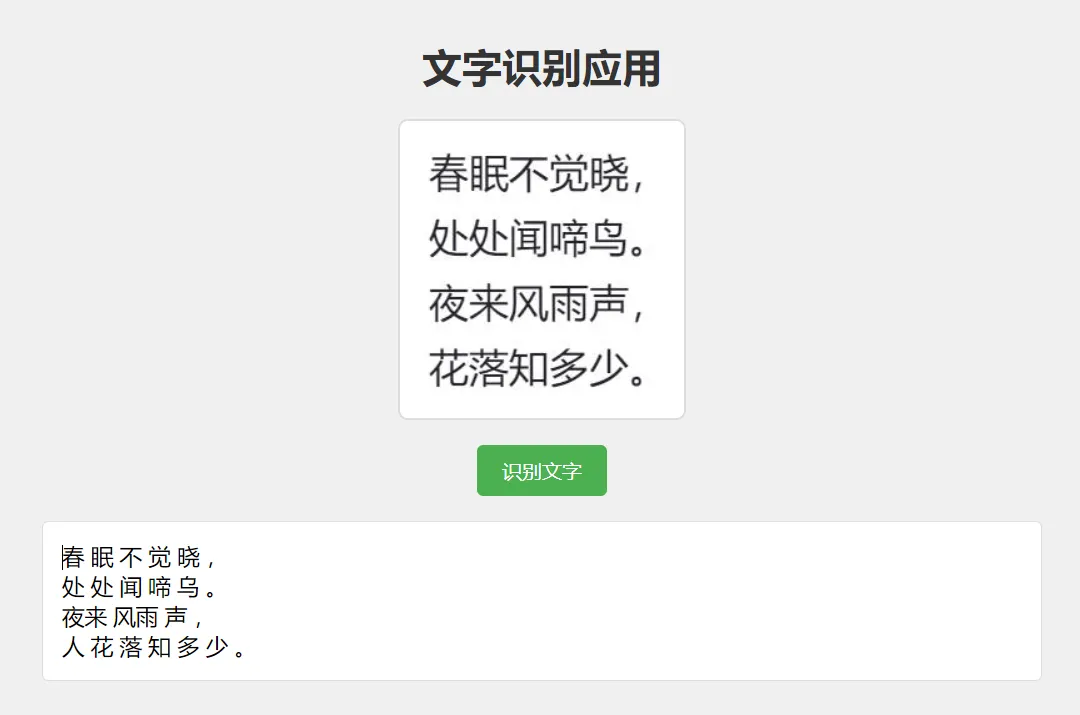 文字识别应用
春眠不觉晓，
处处闻啼鸟。
夜来风雨声，
花落知多少。
识别文字
春 眠 不 觉 晓 ，
处 处 闻 啼 乌 。
夜来 风雨 声 ，
人 花 落 知 多 少 。